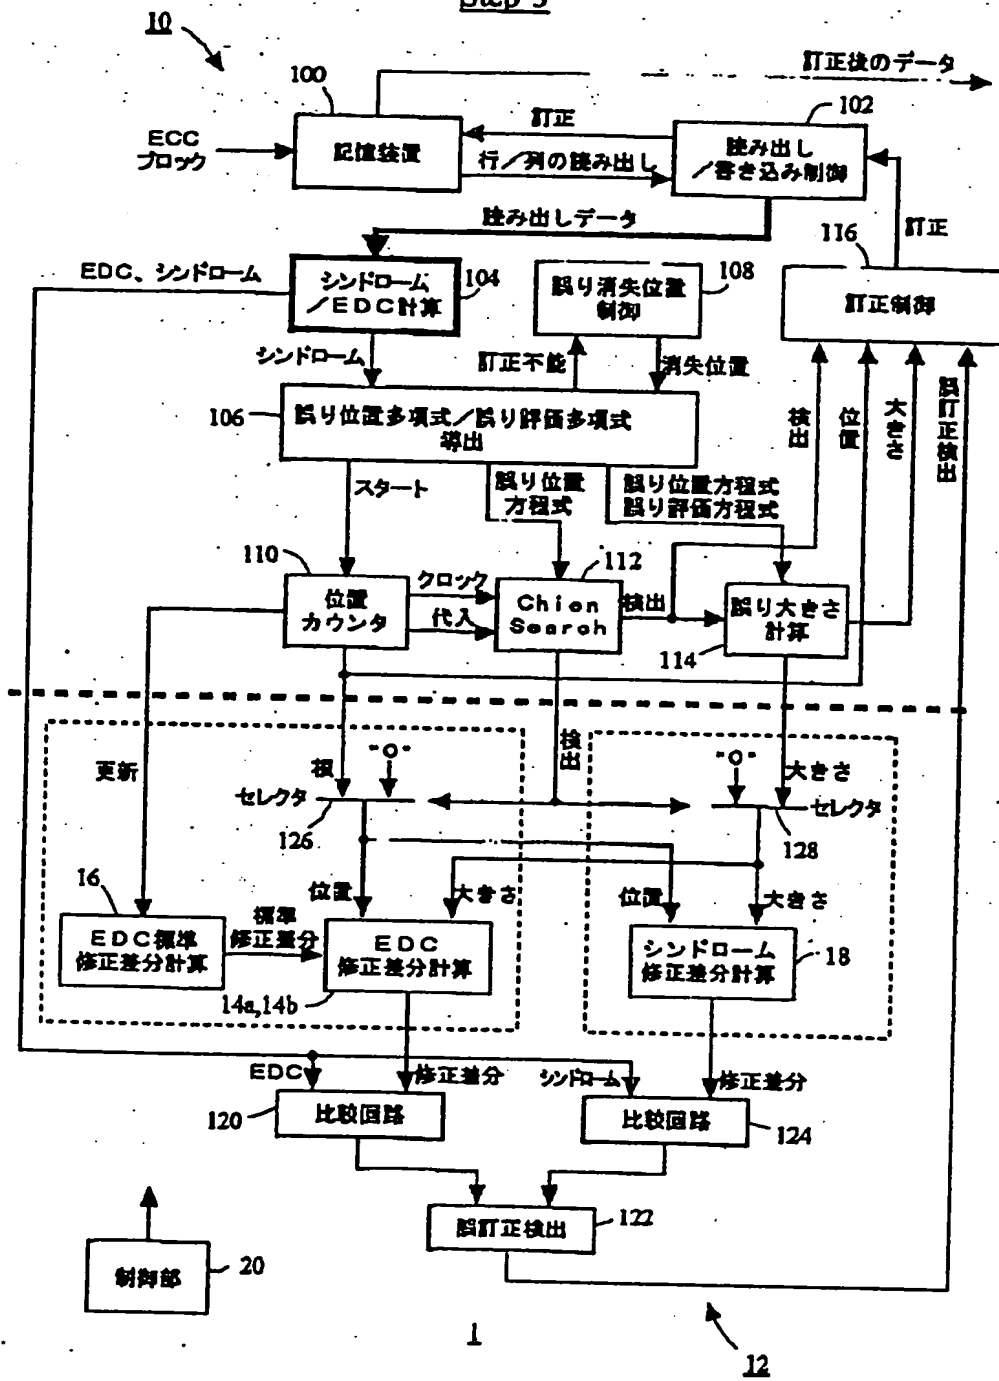 Step 3
10
訂正後のデータ
100
102
ECC
ブロック
記憶装置
訂正
行／列の読み出し
読み出し
／書き込み制御
読み出しデータ
116
訂正
EDC、シンドローム
シンドローム
／EDC計算
104
誤り消失位置
制御
108
訂正制御
シンドローム
訂正不能
消失位置
106
誤り位置多項式／誤り評価多項式
導出
検出
位置
大きさ
誤訂正検出
スタート
誤り位置
方程式
誤り位置方程式
誤り評価方程式
110
位置
カウンタ
クロック
代入
112
Chien
Search
検出
誤り大きさ
計算
114
更新
根
"0"
検出
"0"
大きさ
セレクタ
126
セレクタ
128
16
位置
大きさ
位置
大きさ
EDC標準
修正差分計算
標準
修正差分
EDC
修正差分計算
14a,14b
シンドローム
修正差分計算
18
EDC
修正差分
シンドローム
修正差分
120
比較回路
比較回路
124
誤訂正検出
122
制御部
20
1
12